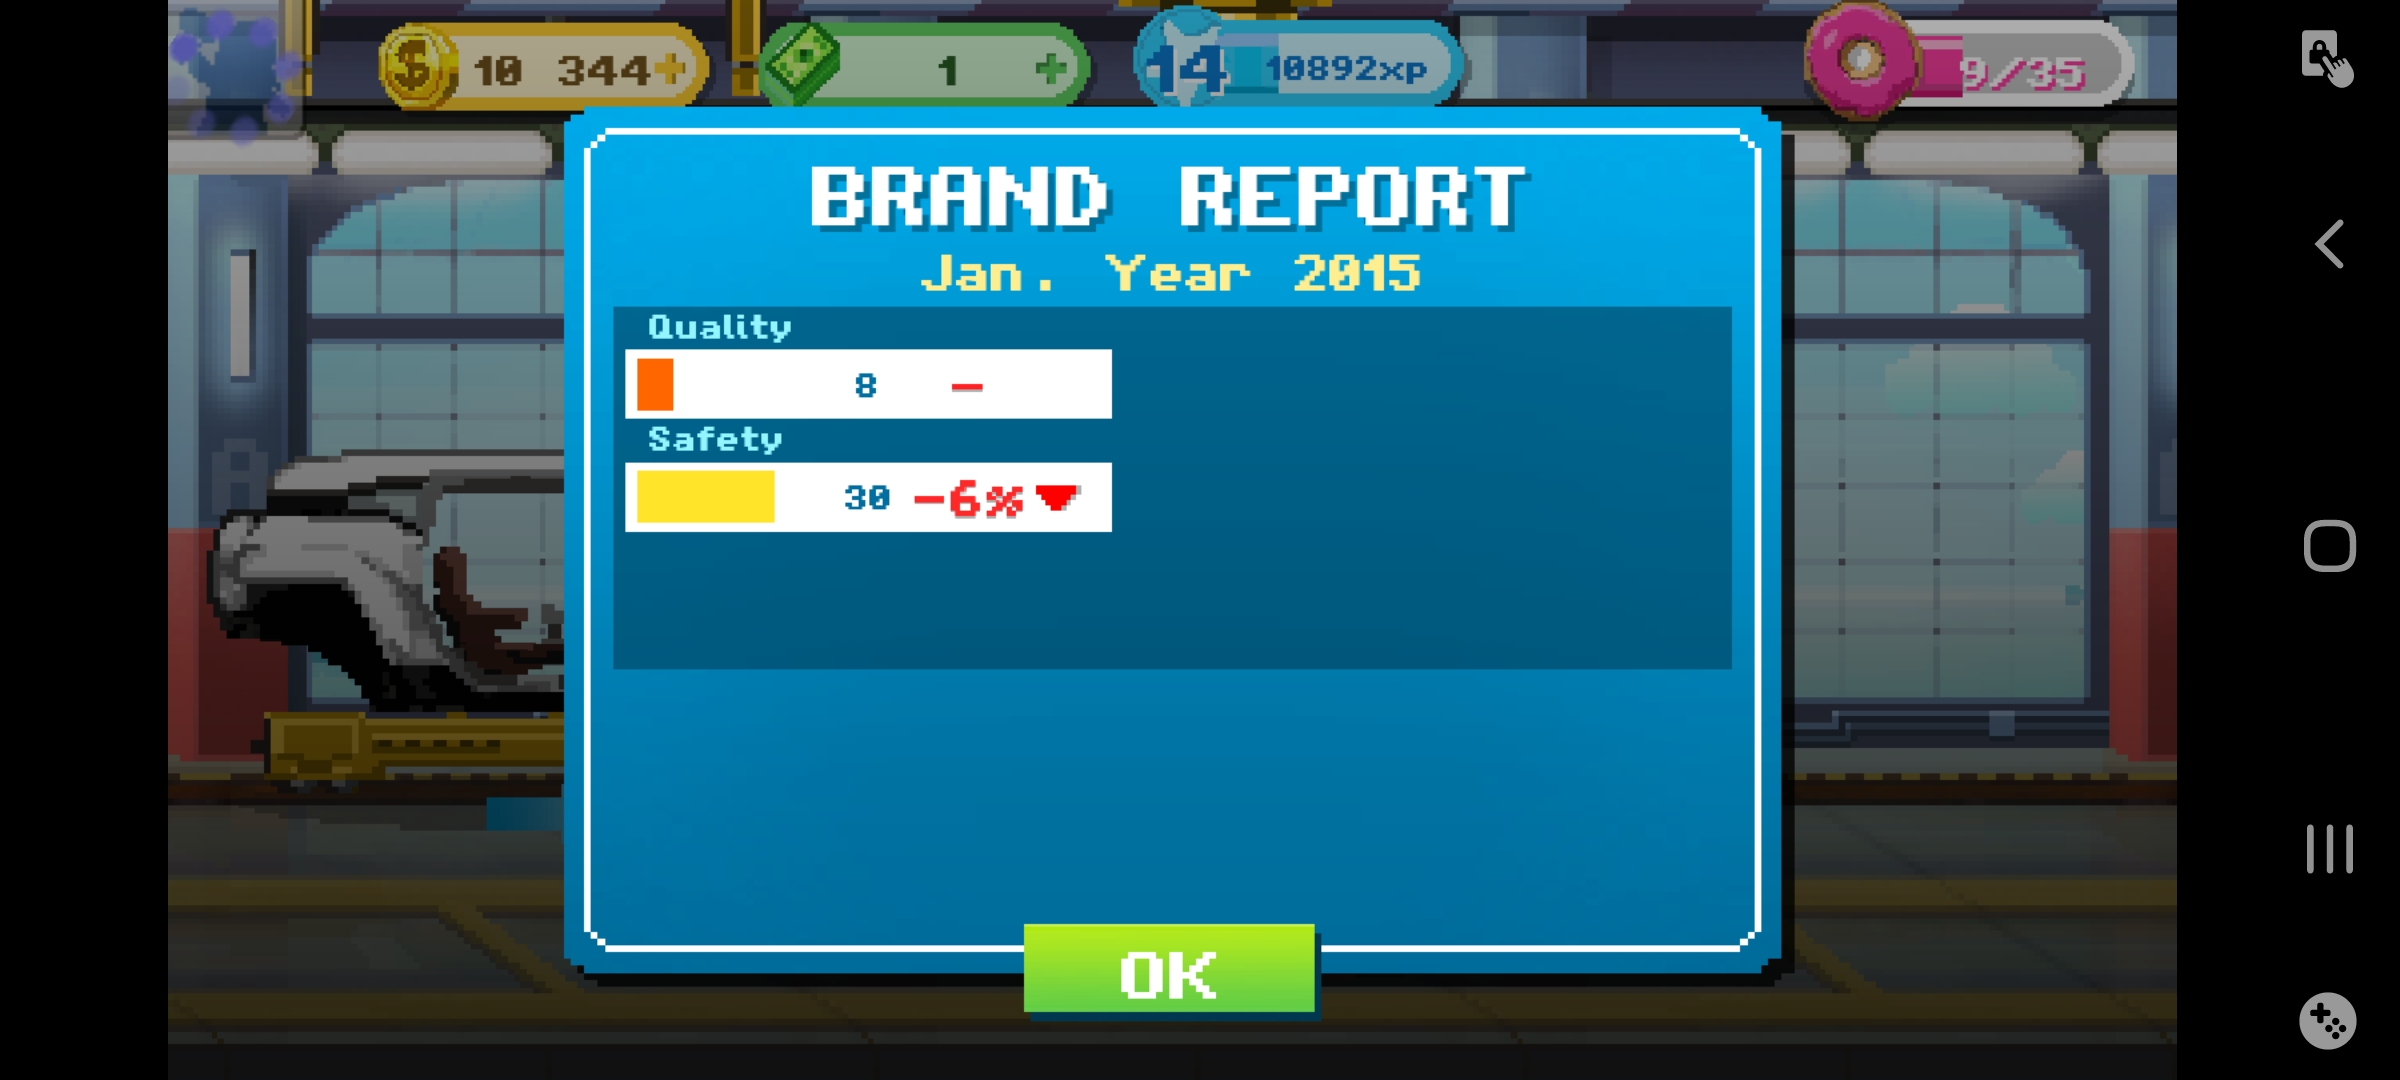 $ 10 344+
1 +
14 10892xp
9/35
BRAND REPORT
Jan. Year 2015
Quality
8 -
Safety
30 -6%
OK